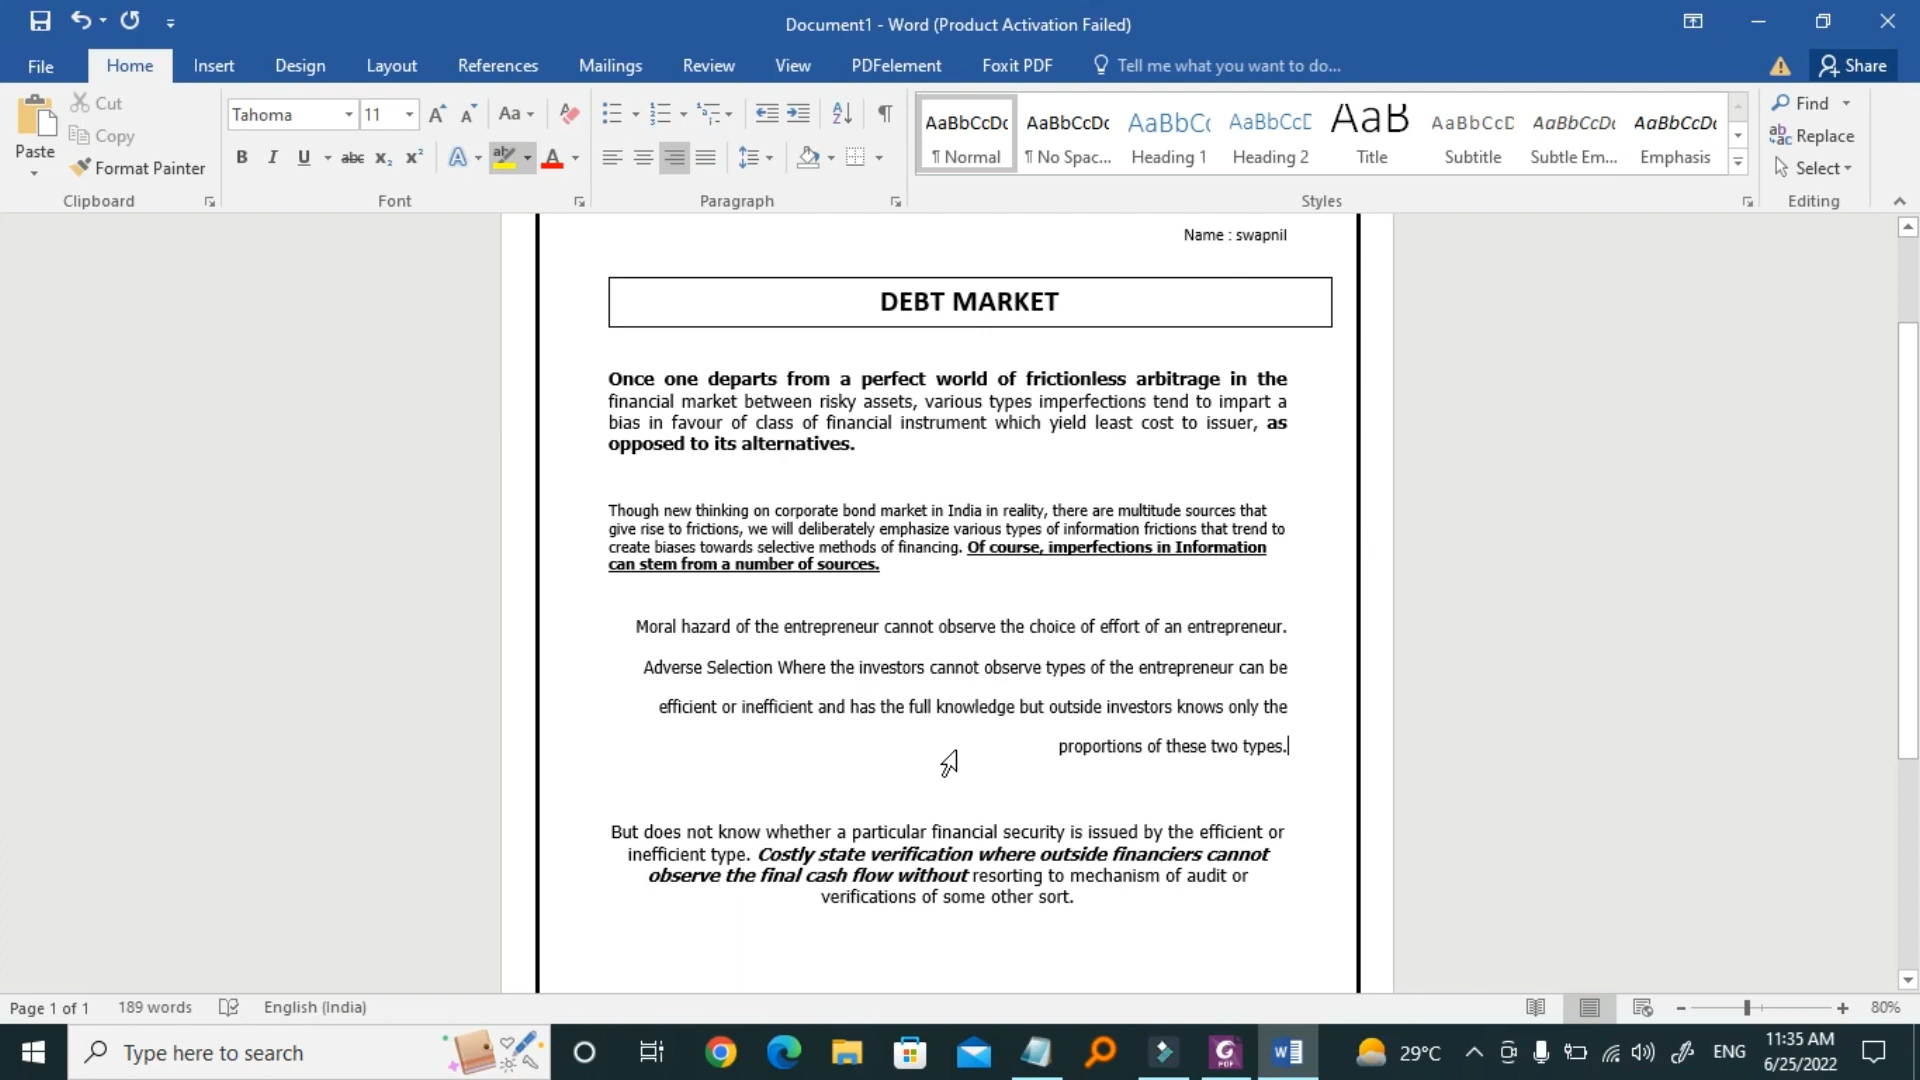 Document1 - Word (Product Activation Failed)
File Home Insert Design Layout References Mailings Review View PDFelement Foxit PDF Tell me what you want to do... Share
Paste
Cut
Copy
Format Painter
Clipboard
Tahoma 11
Font
Paragraph
AaBbCcDc AaBbCcDc AaBbCc AaBbCcD AaB AaBbCcD AaBbCcDc AaBbCcDc
¶ Normal ¶ No Spac... Heading 1 Heading 2 Title Subtitle Subtle Em... Emphasis
Styles
Find
Replace
Select
Editing
Name : swapnil
DEBT MARKET
Once one departs from a perfect world of frictionless arbitrage in the
financial market between risky assets, various types imperfections tend to impart a
bias in favour of class of financial instrument which yield least cost to issuer, as
opposed to its alternatives.
Though new thinking on corporate bond market in India in reality, there are multitude sources that
give rise to frictions, we will deliberately emphasize various types of information frictions that trend to
create biases towards selective methods of financing. Of course, imperfections in Information
can stem from a number of sources.
Moral hazard of the entrepreneur cannot observe the choice of effort of an entrepreneur.
Adverse Selection Where the investors cannot observe types of the entrepreneur can be
efficient or inefficient and has the full knowledge but outside investors knows only the
proportions of these two types.
But does not know whether a particular financial security is issued by the efficient or
inefficient type. Costly state verification where outside financiers cannot
observe the final cash flow without resorting to mechanism of audit or
verifications of some other sort.
Page 1 of 1 189 words English (India) 80%
Type here to search
29°C ENG
11:35 AM
6/25/2022